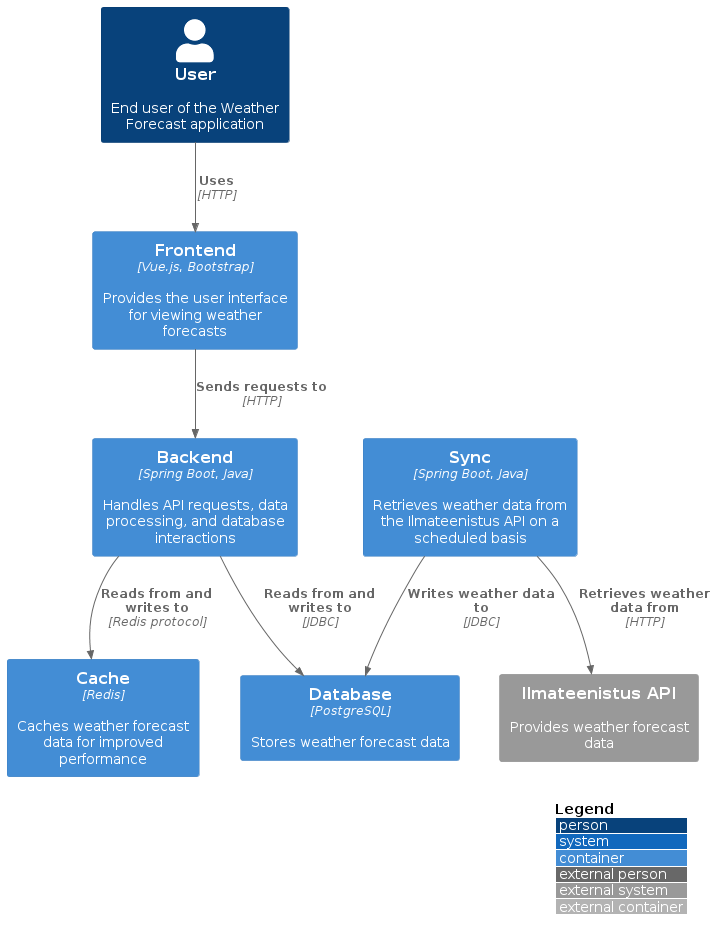 User
End user of the Weather
Forecast application
Uses
[HTTP]
Frontend
[Vue.js, Bootstrap]
Provides the user interface
for viewing weather
forecasts
Sends requests to
[HTTP]
Backend
[Spring Boot, Java]
Handles API requests, data
processing, and database
interactions
Sync
[Spring Boot, Java]
Retrieves weather data from
the Ilmateenistus API on a
scheduled basis
Reads from and
writes to
[Redis protocol]
Reads from and
writes to
[JDBC]
Writes weather data
to
[JDBC]
Retrieves weather
data from
[HTTP]
Cache
[Redis]
Caches weather forecast
data for improved
performance
Database
[PostgreSQL]
Stores weather forecast data
Ilmateenistus API
Provides weather forecast
data
Legend
person
system
container
external person
external system
external container